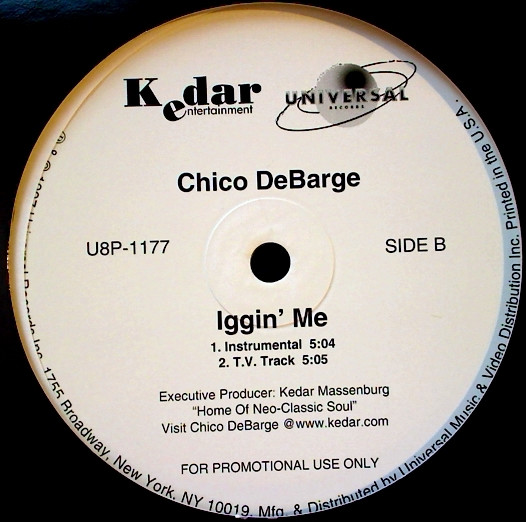 Kedar
entertainment
UNIVERSAL
RECORDS
Chico DeBarge
U8P-1177
SIDE B
Iggin' Me
1. Instrumental 5:04
2. T.V. Track 5:05
Executive Producer: Kedar Massenburg
"Home Of Neo-Classic Soul"
Visit Chico DeBarge @www.kedar.com
FOR PROMOTIONAL USE ONLY
Inc. 1755 Broadway, New York, NY 10019. Mfg. & Distributed by Universal Music & Video Distribution Inc. Printed in the U.S.A.